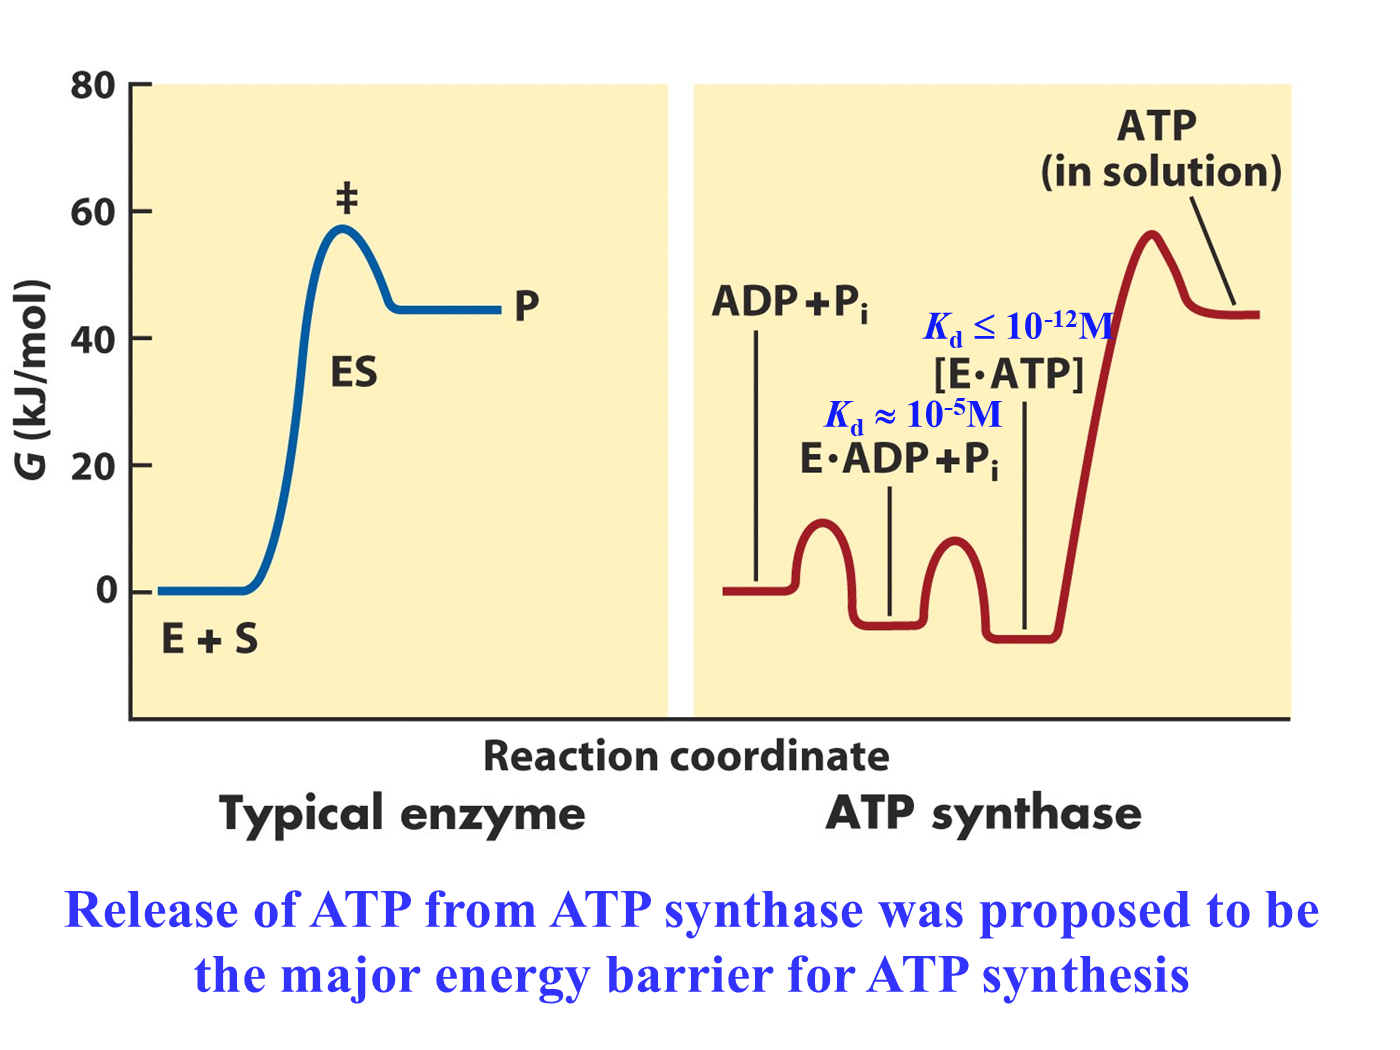 80
60
40
20
0
G (kJ/mol)
‡
P
ES
E + S
ATP
(in solution)
ADP+Pi
Kd ≤ 10-12M
[E·ATP]
Kd ≈ 10-5M
E·ADP+Pi
Reaction coordinate
Typical enzyme
ATP synthase
Release of ATP from ATP synthase was proposed to be
the major energy barrier for ATP synthesis